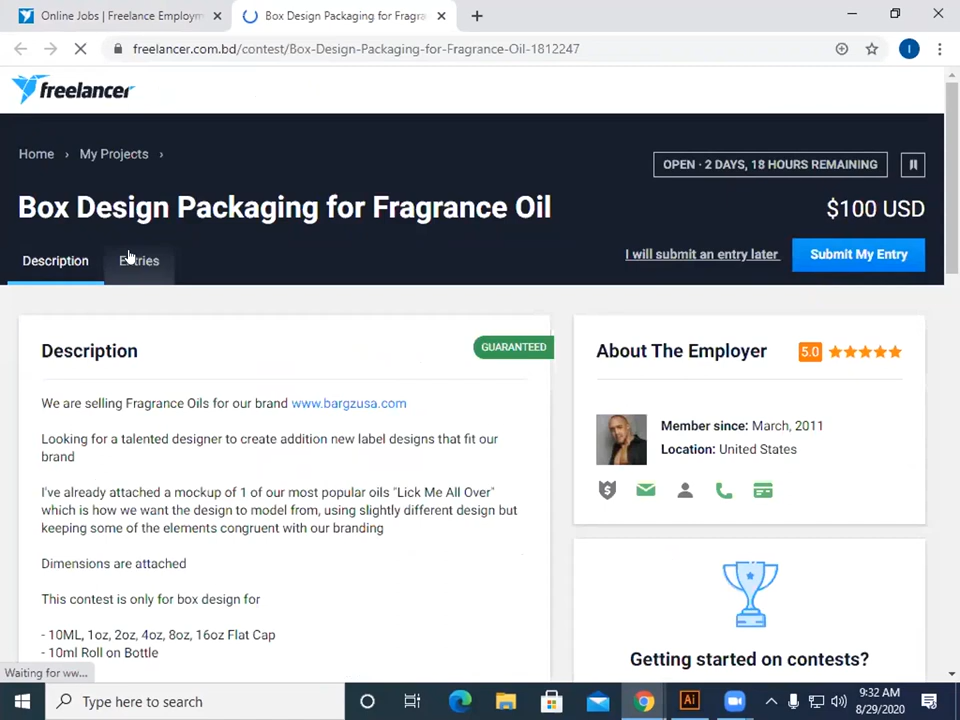 Online Jobs | Freelance Employm
Box Design Packaging for Fragra
freelancer.com.bd/contest/Box-Design-Packaging-for-Fragrance-Oil-1812247
I
freelancer
Home › My Projects ›
OPEN · 2 DAYS, 18 HOURS REMAINING
Box Design Packaging for Fragrance Oil
$100 USD
Description
Entries
I will submit an entry later
Submit My Entry
Description
GUARANTEED
We are selling Fragrance Oils for our brand www.bargzusa.com
Looking for a talented designer to create addition new label designs that fit our
brand
I've already attached a mockup of 1 of our most popular oils "Lick Me All Over"
which is how we want the design to model from, using slightly different design but
keeping some of the elements congruent with our branding
Dimensions are attached
This contest is only for box design for
- 10ML, 1oz, 2oz, 4oz, 8oz, 16oz Flat Cap
- 10ml Roll on Bottle
About The Employer
5.0
Member since: March, 2011
Location: United States
Getting started on contests?
Waiting for ww...
Type here to search
Ai
9:32 AM
8/29/2020